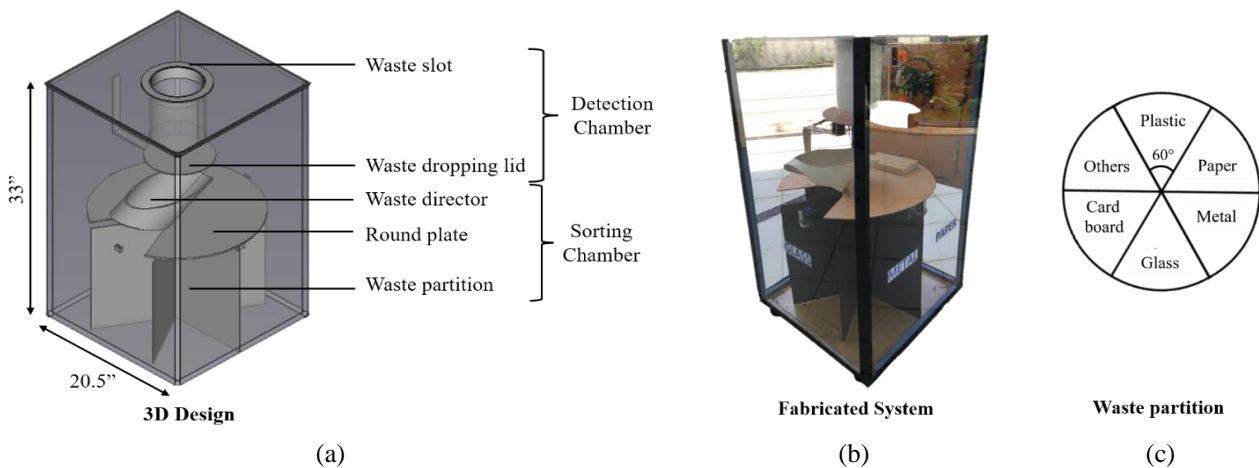 Waste slot
Detection
Chamber
Waste dropping lid
Waste director
Round plate
Sorting
Chamber
Waste partition
33”
20.5”
3D Design
(a)
GLASS
METAL
PAPER
Fabricated System
(b)
Plastic
60°
Others
Paper
Card
board
Metal
Glass
Waste partition
(c)